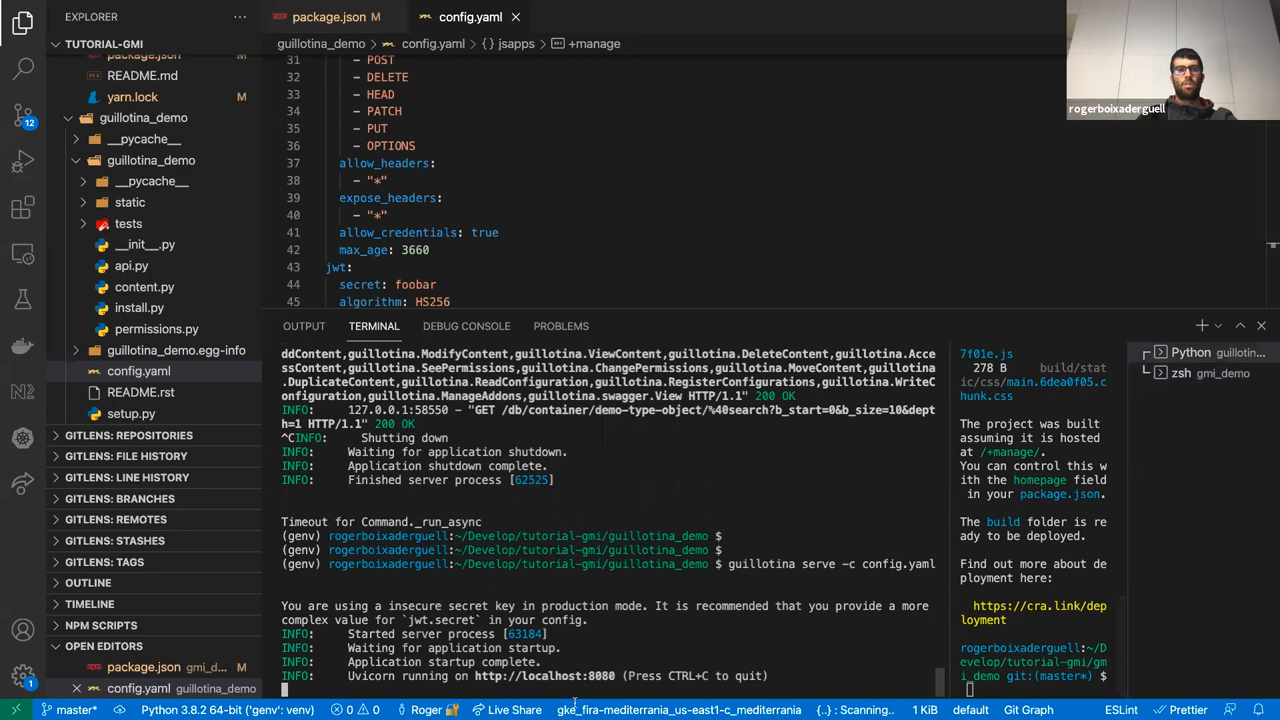 EXPLORER
TUTORIAL-GMI
package.json M
README.md
yarn.lock M
guillotina_demo
__pycache__
guillotina_demo
__pycache__
static
tests
__init__.py
api.py
content.py
install.py
permissions.py
guillotina_demo.egg-info
config.yaml
README.rst
setup.py
GITLENS: REPOSITORIES
GITLENS: FILE HISTORY
GITLENS: LINE HISTORY
GITLENS: BRANCHES
GITLENS: REMOTES
GITLENS: STASHES
GITLENS: TAGS
OUTLINE
TIMELINE
NPM SCRIPTS
OPEN EDITORS
package.json gmi_d... M
config.yaml guillotina_demo
12
1
package.json M
config.yaml
guillotina_demo > config.yaml > {} jsapps > +manage
31 - POST
32 - DELETE
33 - HEAD
34 - PATCH
35 - PUT
36 - OPTIONS
37 allow_headers:
38 - "*"
39 expose_headers:
40 - "*"
41 allow_credentials: true
42 max_age: 3660
43 jwt:
44 secret: foobar
45 algorithm: HS256
rogerboixaderguell
OUTPUT TERMINAL DEBUG CONSOLE PROBLEMS
ddContent,guillotina.ModifyContent,guillotina.ViewContent,guillotina.DeleteContent,guillotina.Acce
ssContent,guillotina.SeePermissions,guillotina.ChangePermissions,guillotina.MoveContent,guillotina
.DuplicateContent,guillotina.ReadConfiguration,guillotina.RegisterConfigurations,guillotina.WriteC
onfiguration,guillotina.ManageAddons,guillotina.swagger.View HTTP/1.1" 200 OK
INFO: 127.0.0.1:58550 - "GET /db/container/demo-type-object/%40search?b_start=0&b_size=10&dept
h=1 HTTP/1.1" 200 OK
^CINFO: Shutting down
INFO: Waiting for application shutdown.
INFO: Application shutdown complete.
INFO: Finished server process [62525]
Timeout for Command._run_async
(genv) rogerboixaderguell:~/Develop/tutorial-gmi/guillotina_demo $
(genv) rogerboixaderguell:~/Develop/tutorial-gmi/guillotina_demo $
(genv) rogerboixaderguell:~/Develop/tutorial-gmi/guillotina_demo $ guillotina serve -c config.yaml
You are using a insecure secret key in production mode. It is recommended that you provide a more
complex value for `jwt.secret` in your config.
INFO: Started server process [63184]
INFO: Waiting for application startup.
INFO: Application startup complete.
INFO: Uvicorn running on http://localhost:8080 (Press CTRL+C to quit)
7f01e.js
278 B build/stat
ic/css/main.6dea0f05.c
hunk.css
The project was built
assuming it is hosted
at /+manage/.
You can control this w
ith the homepage field
in your package.json.
The build folder is re
ady to be deployed.
Find out more about de
ployment here:
https://cra.link/dep
loyment
rogerboixaderguell:~/D
evelop/tutorial-gmi/gm
i_demo git:(master*) $
Python guillotin...
zsh gmi_demo
master* Python 3.8.2 64-bit ('genv': venv) 0 0 Roger Live Share gke_fira-mediterrania_us-east1-c_mediterrania {..} : Scanning.. 1 KiB default Git Graph ESLint Prettier